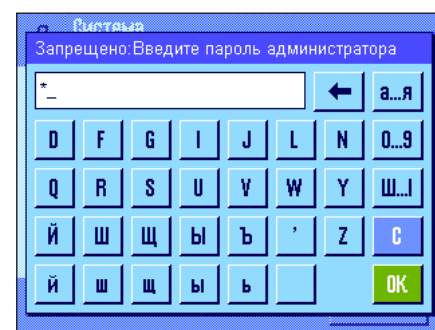 Система
Запрещено:Введите пароль администратора
*_
← а...я
D F G I J L N 0...9
Q R S U V W Y Ш...I
Й Ш Щ Ы Ъ ' Z C
й ш щ ы ь OK